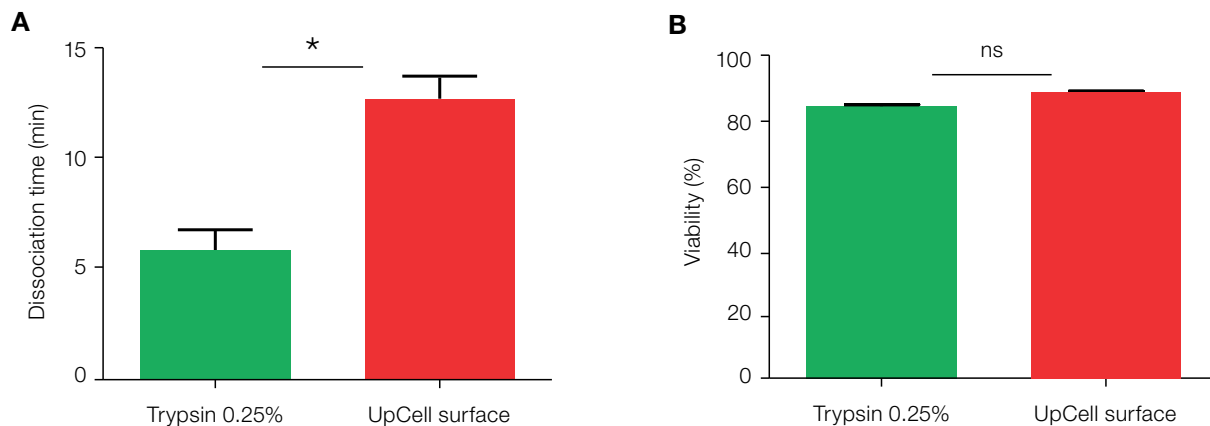 A
Dissociation time (min)
15
10
5
0
*
Trypsin 0.25%
UpCell surface
B
Viability (%)
100
80
60
40
20
0
ns
Trypsin 0.25%
UpCell surface